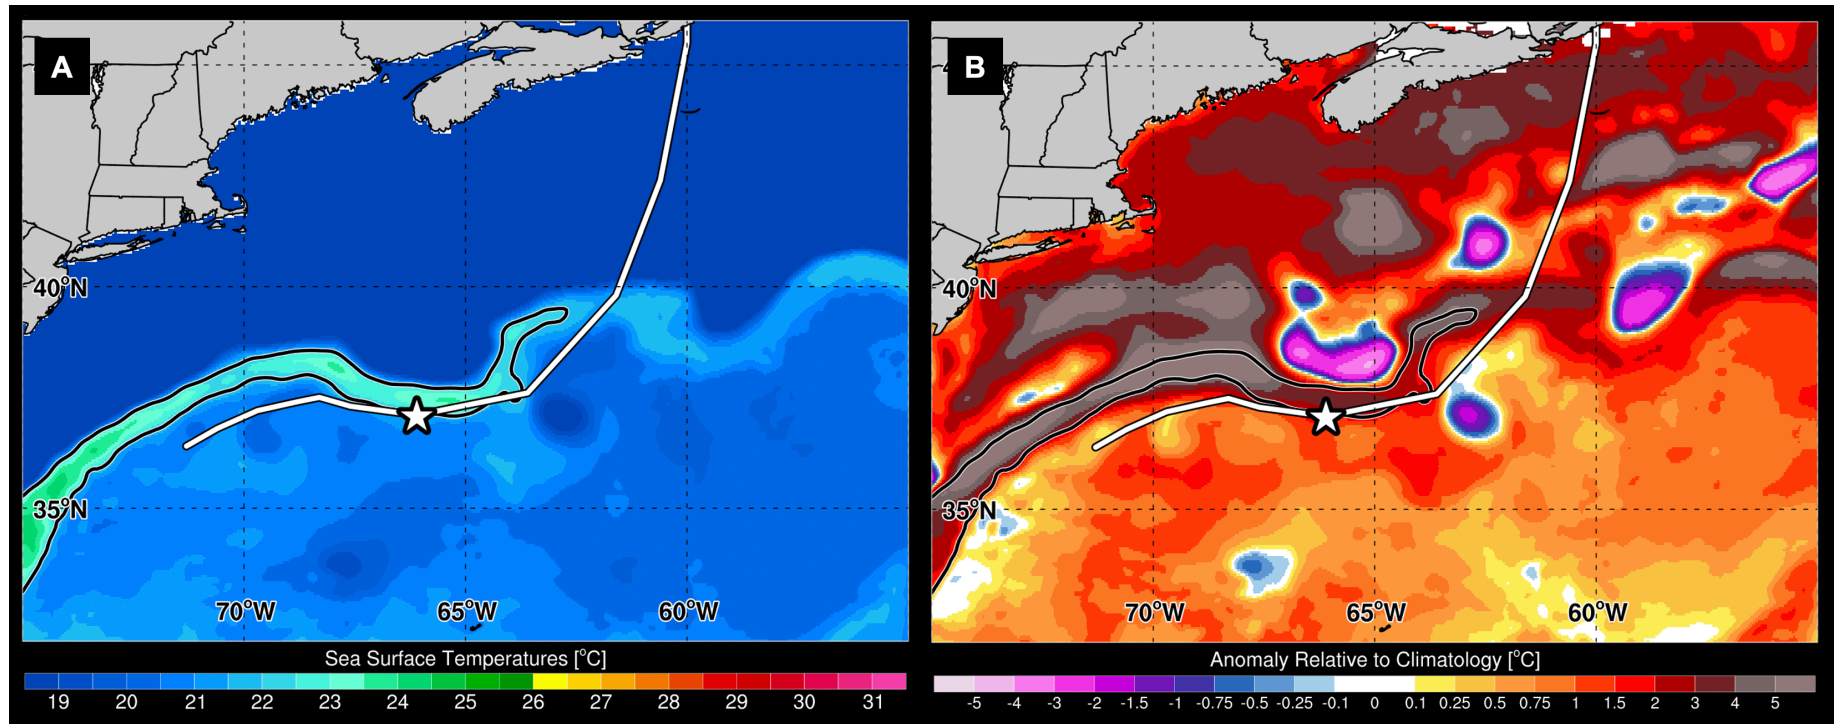 A
40°N
35°N
70°W 65°W 60°W
Sea Surface Temperatures [°C]
19 20 21 22 23 24 25 26 27 28 29 30 31
B
40°N
35°N
70°W 65°W 60°W
Anomaly Relative to Climatology [°C]
-5 -4 -3 -2 -1.5 -1 -0.75 -0.5 -0.25 -0.1 0 0.1 0.25 0.5 0.75 1 1.5 2 3 4 5